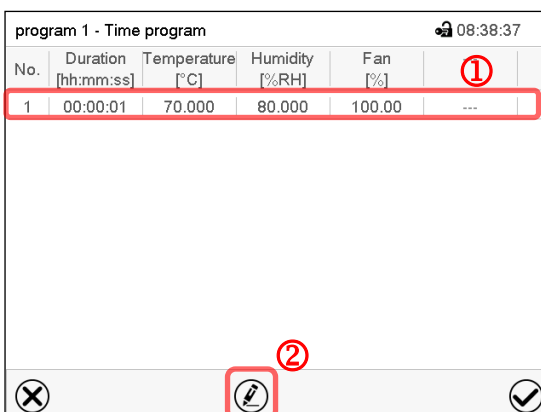 program 1 - Time program 08:38:37
No. Duration [hh:mm:ss] Temperature [°C] Humidity [%RH] Fan [%]
①
1 00:00:01 70.000 80.000 100.00 ---
②